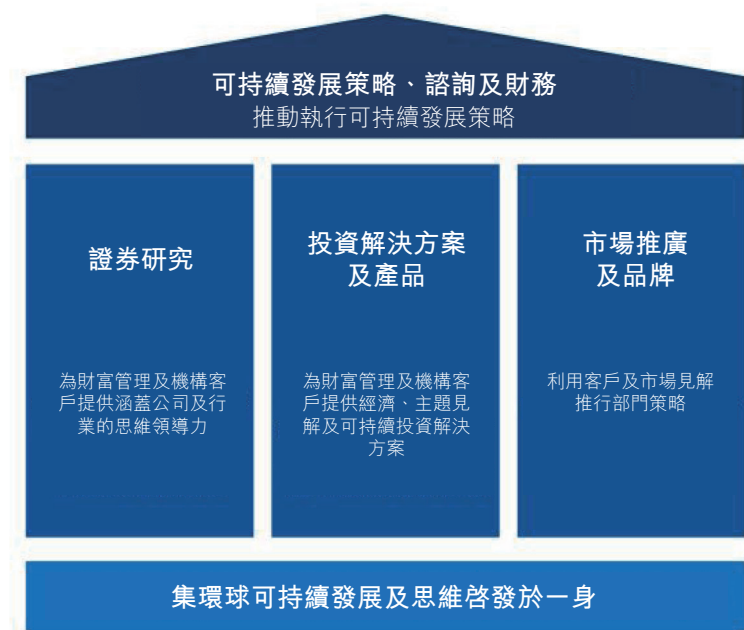 可持續發展策略、諮詢及財務
推動執行可持續發展策略
證券研究
為財富管理及機構客
戶提供涵蓋公司及行
業的思維領導力
投資解決方案
及產品
為財富管理及機構客
戶提供經濟、主題見
解及可持續投資解決
方案
市場推廣
及品牌
利用客戶及市場見解
推行部門策略
集環球可持續發展及思維啓發於一身